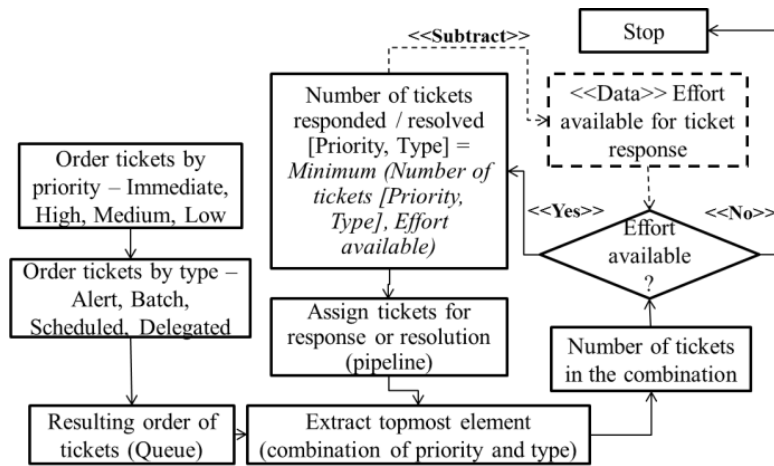 Order tickets by
priority – Immediate,
High, Medium, Low
Order tickets by type –
Alert, Batch,
Scheduled, Delegated
Resulting order of
tickets (Queue)
Extract topmost element
(combination of priority and type)
Number of tickets
in the combination
Effort
available
?
<<Yes>>
<<No>>
Stop
<<Data>> Effort
available for ticket
response
<<Subtract>>
Number of tickets
responded / resolved
[Priority, Type] =
Minimum (Number of
tickets [Priority,
Type], Effort
available)
Assign tickets for
response or resolution
(pipeline)